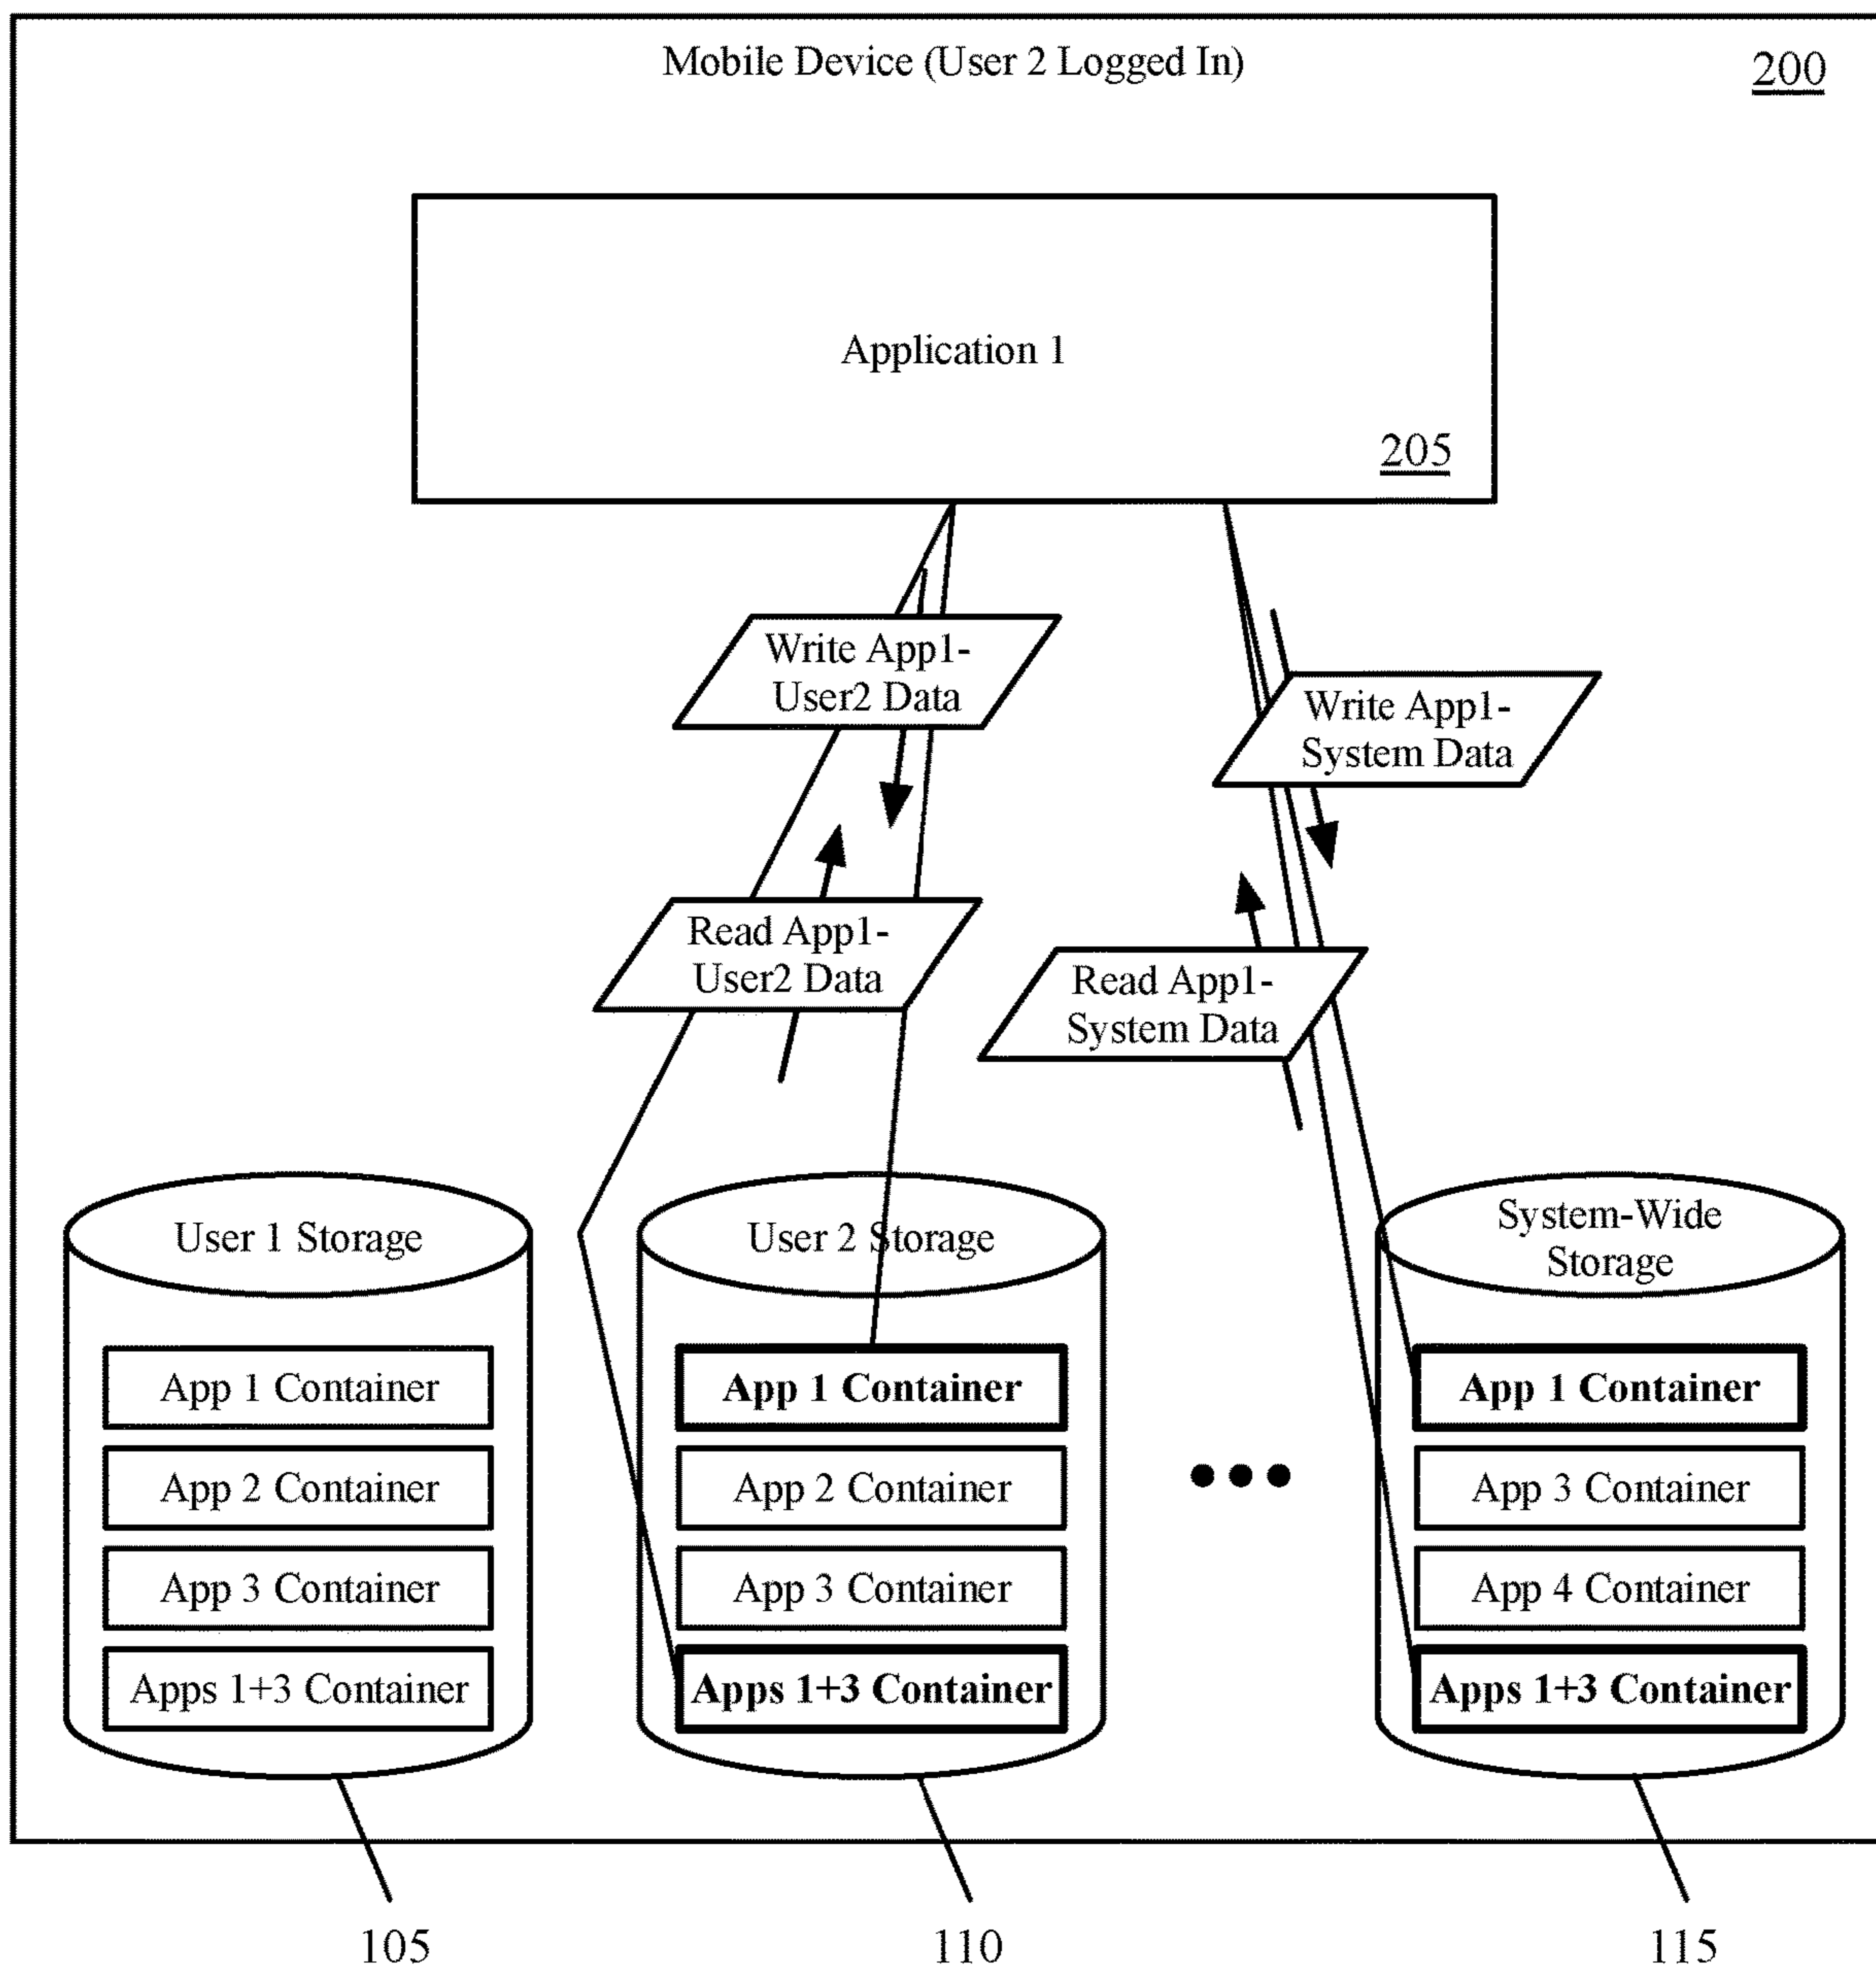 Mobile Device (User 2 Logged In)
200
Application 1
205
Write App1-
User2 Data
Write App1-
System Data
Read App1-
User2 Data
Read App1-
System Data
User 1 Storage
App 1 Container
App 2 Container
App 3 Container
Apps 1+3 Container
User 2 Storage
App 1 Container
App 2 Container
App 3 Container
Apps 1+3 Container
System-Wide
Storage
App 1 Container
App 3 Container
App 4 Container
Apps 1+3 Container
105
110
115